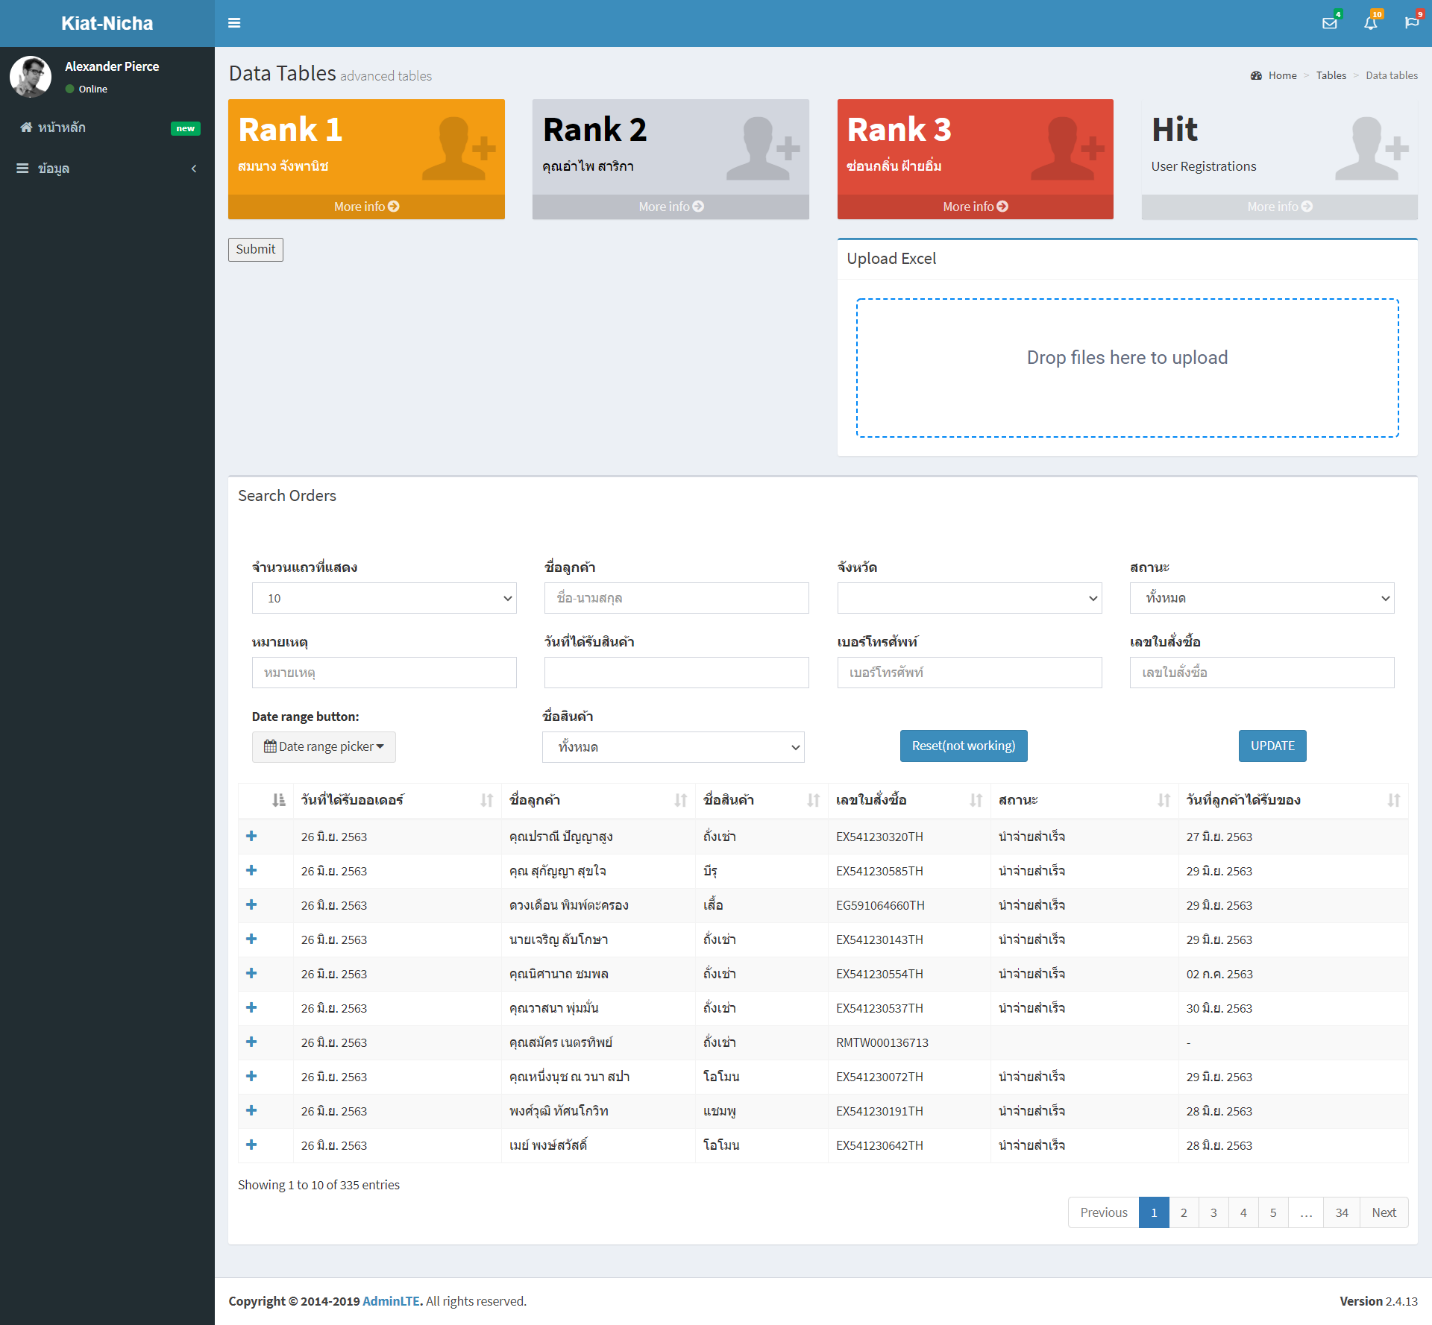 Kiat-Nicha
4
10
9
Alexander Pierce
Online
หน้าหลัก new
ข้อมูล
Data Tables advanced tables
Home > Tables > Data tables
Rank 1
สมนาง จังพานิช
More info
Rank 2
คุณอำไพ สาริกา
More info
Rank 3
ซ่อนกลิ่น ฝ้ายอิ่ม
More info
Hit
User Registrations
More info
Submit
Upload Excel
Drop files here to upload
Search Orders
จำนวนแถวที่แสดง ชื่อลูกค้า จังหวัด สถานะ
10 ชื่อ-นามสกุล ทั้งหมด
หมายเหตุ วันที่ได้รับสินค้า เบอร์โทรศัพท์ เลขใบสั่งซื้อ
หมายเหตุ เบอร์โทรศัพท์ เลขใบสั่งซื้อ
Date range button: ชื่อสินค้า
Date range picker ทั้งหมด Reset(not working) UPDATE
วันที่ได้รับออเดอร์ ชื่อลูกค้า ชื่อสินค้า เลขใบสั่งซื้อ สถานะ วันที่ลูกค้าได้รับของ
26 มิ.ย. 2563 คุณปราณี ปัญญาสูง ถั่งเช่า EX541230320TH นำจ่ายสำเร็จ 27 มิ.ย. 2563
26 มิ.ย. 2563 คุณ สุกัญญา สุขใจ บีรุ EX541230585TH นำจ่ายสำเร็จ 29 มิ.ย. 2563
26 มิ.ย. 2563 ดวงเดือน พิมพ์ตะครอง เสื้อ EG591064660TH นำจ่ายสำเร็จ 29 มิ.ย. 2563
26 มิ.ย. 2563 นายเจริญ ลับโกษา ถั่งเช่า EX541230143TH นำจ่ายสำเร็จ 29 มิ.ย. 2563
26 มิ.ย. 2563 คุณนิศานาถ ชมพล ถั่งเช่า EX541230554TH นำจ่ายสำเร็จ 02 ก.ค. 2563
26 มิ.ย. 2563 คุณวาสนา พุ่มมั่น ถั่งเช่า EX541230537TH นำจ่ายสำเร็จ 30 มิ.ย. 2563
26 มิ.ย. 2563 คุณสมัคร เนตรทิพย์ ถั่งเช่า RMTW000136713 -
26 มิ.ย. 2563 คุณหนึ่งนุช ณ วนา สปา โอโมน EX541230072TH นำจ่ายสำเร็จ 29 มิ.ย. 2563
26 มิ.ย. 2563 พงศ์วุฒิ ทัศนโกวิท แชมพู EX541230191TH นำจ่ายสำเร็จ 28 มิ.ย. 2563
26 มิ.ย. 2563 เมย์ พงษ์สวัสดิ์ โอโมน EX541230642TH นำจ่ายสำเร็จ 28 มิ.ย. 2563
Showing 1 to 10 of 335 entries
Previous 1 2 3 4 5 … 34 Next
Copyright © 2014-2019 AdminLTE. All rights reserved. Version 2.4.13